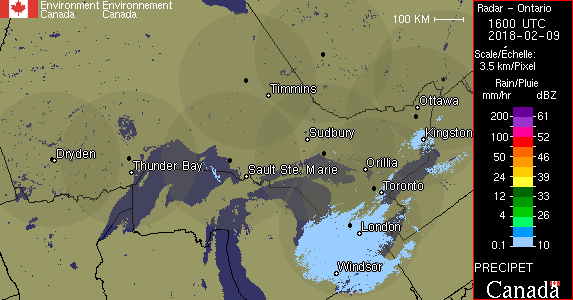 Environment Environnement
Canada Canada
100 KM
Timmins
Ottawa
Sudbury
Kingston
Dryden
Thunder Bay
Sault Ste. Marie
Orillia
Toronto
London
Windsor
Radar - Ontario
1600 UTC
2018-02-09
Scale/Échelle:
3.5 km/Pixel
Rain/Pluie
mm/hr dBZ
200 61
100 52
50 46
24 39
12 33
4 26
0.1 10
PRECIPET
Canada